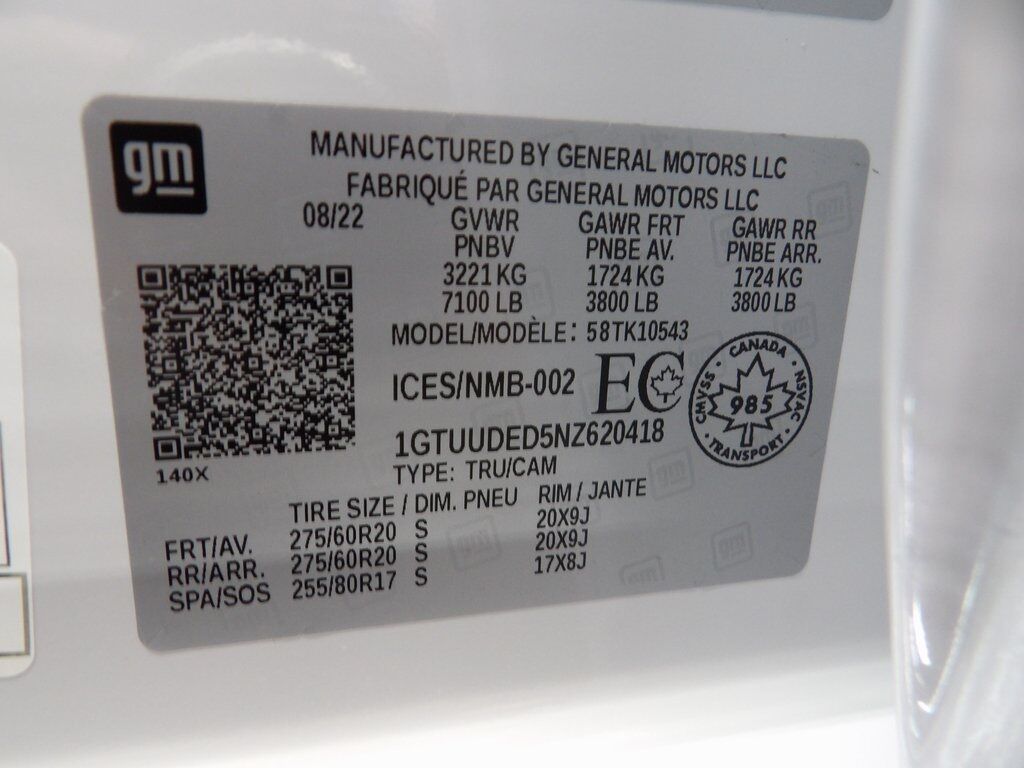 gm
MANUFACTURED BY GENERAL MOTORS LLC
FABRIQUÉ PAR GENERAL MOTORS LLC
08/22 GVWR GAWR FRT GAWR RR
PNBV PNBE AV. PNBE ARR.
3221 KG 1724 KG 1724 KG
7100 LB 3800 LB 3800 LB
MODEL/MODÈLE: 58TK10543
ICES/NMB-002 EC
CANADA
CMVSS 985 NSVAC
TRANSPORT
1GTUUDED5NZ620418
140X
TYPE: TRU/CAM
TIRE SIZE / DIM. PNEU RIM / JANTE
FRT/AV. 275/60R20 S 20X9J
RR/ARR. 275/60R20 S 20X9J
SPA/SOS 255/80R17 S 17X8J